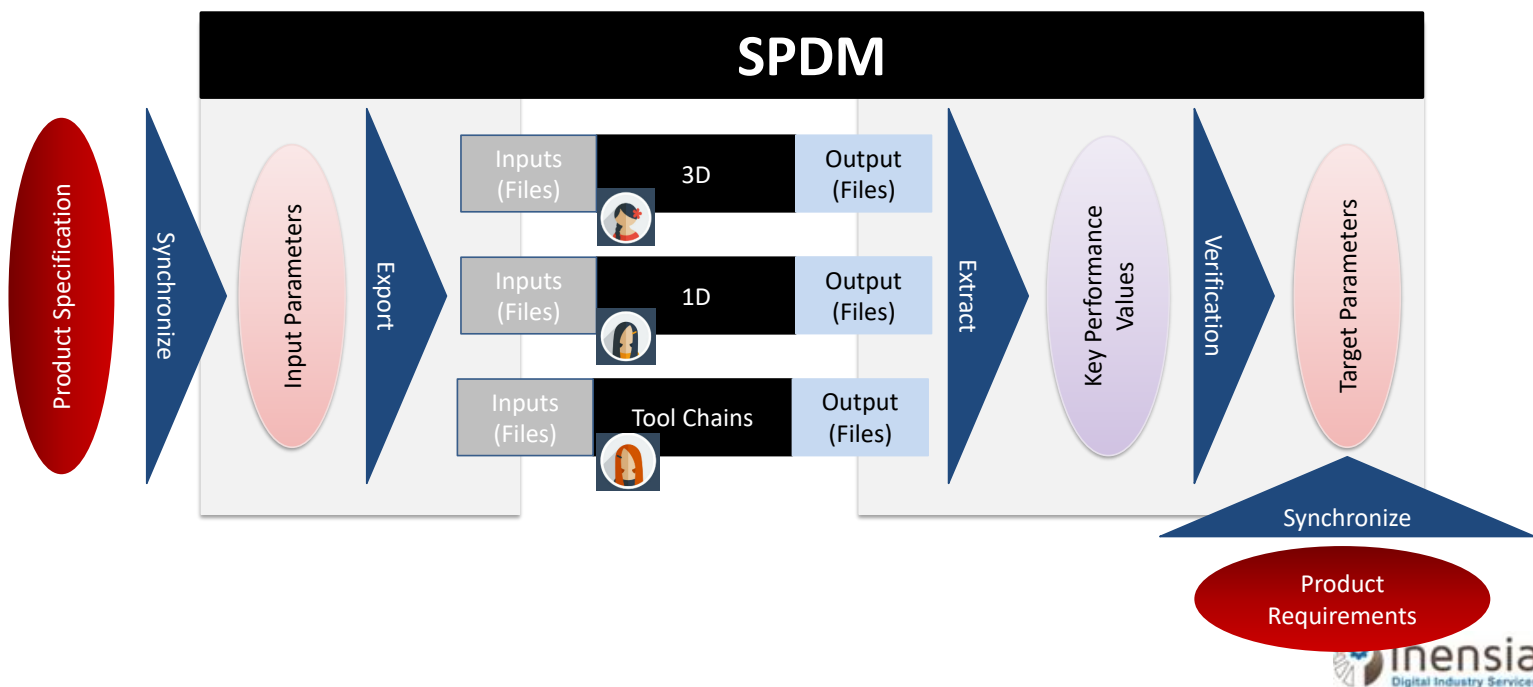 SPDM
Product Specification
Synchronize
Input Parameters
Export
Inputs
(Files)
3D
Output
(Files)
Inputs
(Files)
1D
Output
(Files)
Inputs
(Files)
Tool Chains
Output
(Files)
Extract
Key Performance
Values
Verification
Target Parameters
Synchronize
Product
Requirements
Inensia
Digital Industry Services